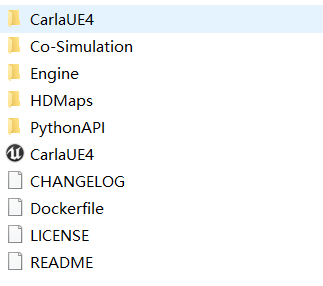 CarlaUE4
Co-Simulation
Engine
HDMaps
PythonAPI
CarlaUE4
CHANGELOG
Dockerfile
LICENSE
README